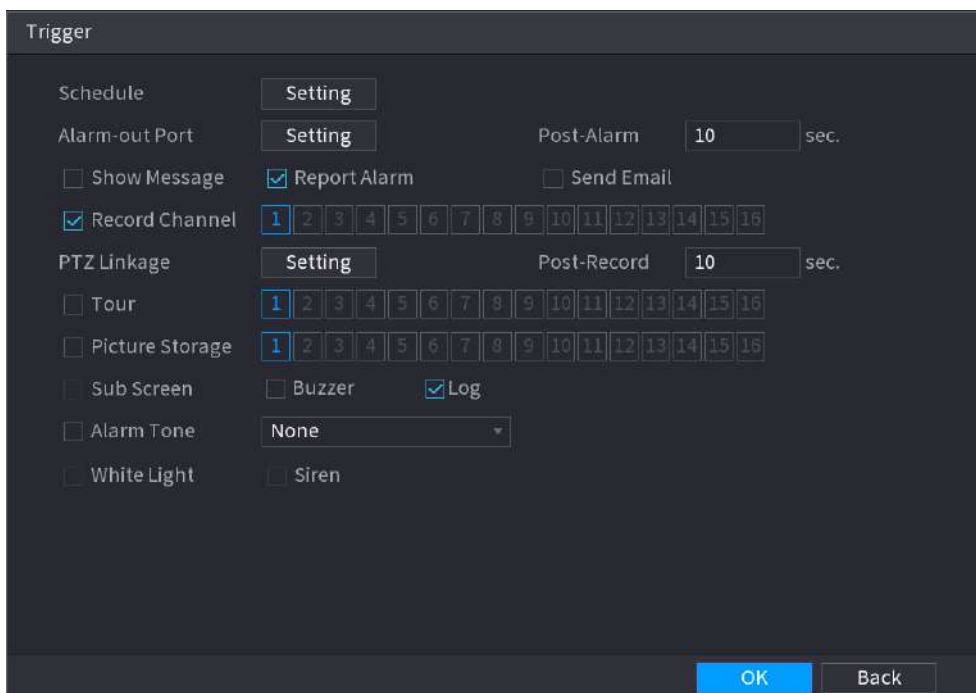 Trigger
Schedule Setting
Alarm-out Port Setting Post-Alarm 10 sec.
Show Message Report Alarm Send Email
Record Channel 1 2 3 4 5 6 7 8 9 10 11 12 13 14 15 16
PTZ Linkage Setting Post-Record 10 sec.
Tour 1 2 3 4 5 6 7 8 9 10 11 12 13 14 15 16
Picture Storage 1 2 3 4 5 6 7 8 9 10 11 12 13 14 15 16
Sub Screen Buzzer Log
Alarm Tone None
White Light Siren
OK Back